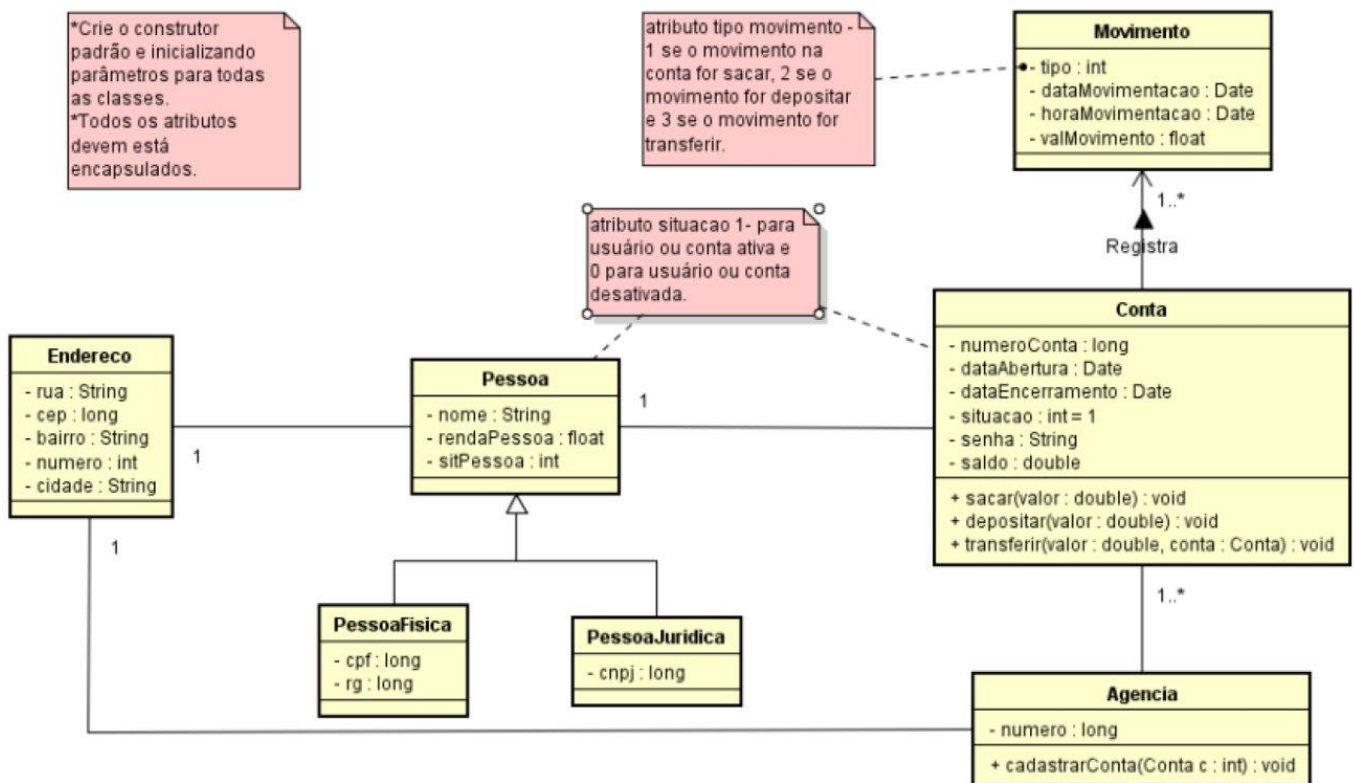 *Crie o construtor
padrão e inicializando
parâmetros para todas
as classes.
*Todos os atributos
devem está
encapsulados.
atributo tipo movimento -
1 se o movimento na
conta for sacar, 2 se o
movimento for depositar
e 3 se o movimento for
transferir.
Movimento
- tipo : int
- dataMovimentacao : Date
- horaMovimentacao : Date
- valMovimento : float
1..*
Registra
atributo situacao 1- para
usuário ou conta ativa e
0 para usuário ou conta
desativada.
Conta
- numeroConta : long
- dataAbertura : Date
- dataEncerramento : Date
- situacao : int = 1
- senha : String
- saldo : double
+ sacar(valor : double) : void
+ depositar(valor : double) : void
+ transferir(valor : double, conta : Conta) : void
Endereco
- rua : String
- cep : long
- bairro : String
- numero : int
- cidade : String
1
1
Pessoa
- nome : String
- rendaPessoa : float
- sitPessoa : int
1
PessoaFisica
- cpf : long
- rg : long
PessoaJuridica
- cnpj : long
1..*
Agencia
- numero : long
+ cadastrarConta(Conta c : int) : void